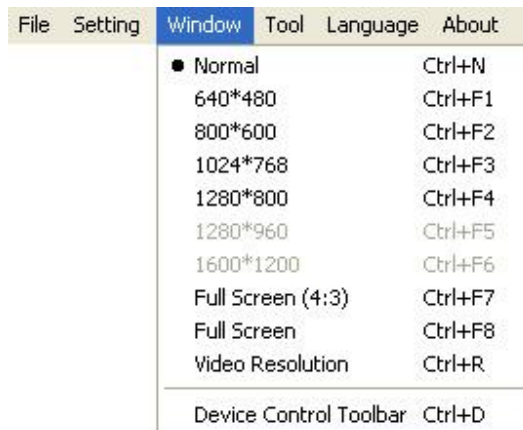 File Setting Window Tool Language About
Normal Ctrl+N
640*480 Ctrl+F1
800*600 Ctrl+F2
1024*768 Ctrl+F3
1280*800 Ctrl+F4
1280*960 Ctrl+F5
1600*1200 Ctrl+F6
Full Screen (4:3) Ctrl+F7
Full Screen Ctrl+F8
Video Resolution Ctrl+R
Device Control Toolbar Ctrl+D